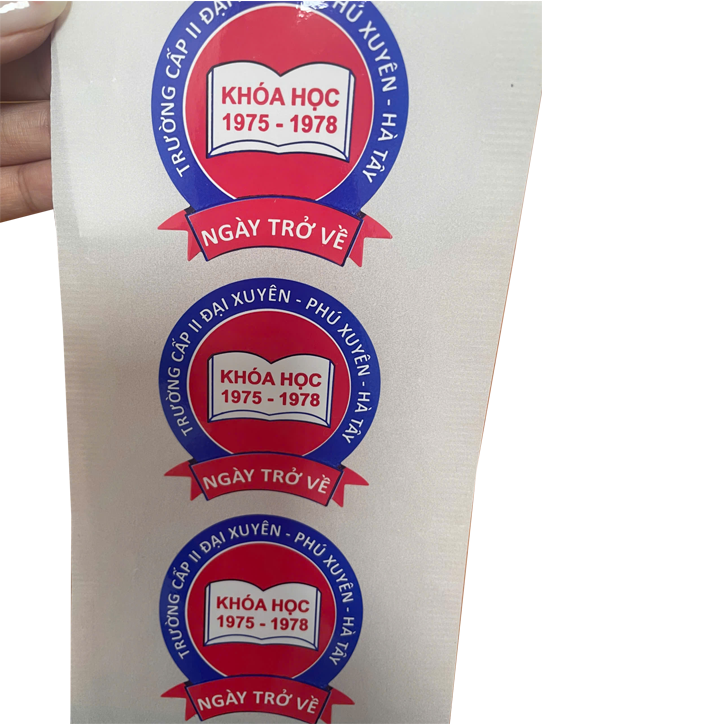 TRƯỜNG CẤP II ĐẠI
PHÚ XUYÊN - HÀ TÂY
KHÓA HỌC
1975 - 1978
NGÀY TRỞ VỀ
TRƯỜNG CẤP II ĐẠI XUYÊN - PHÚ XUYÊN - HÀ TÂY
KHÓA HỌC
1975 - 1978
NGÀY TRỞ VỀ
TRƯỜNG CẤP II ĐẠI XUYÊN - PHÚ XUYÊN - HÀ TÂY
KHÓA HỌC
1975 - 1978
NGÀY TRỞ VỀ